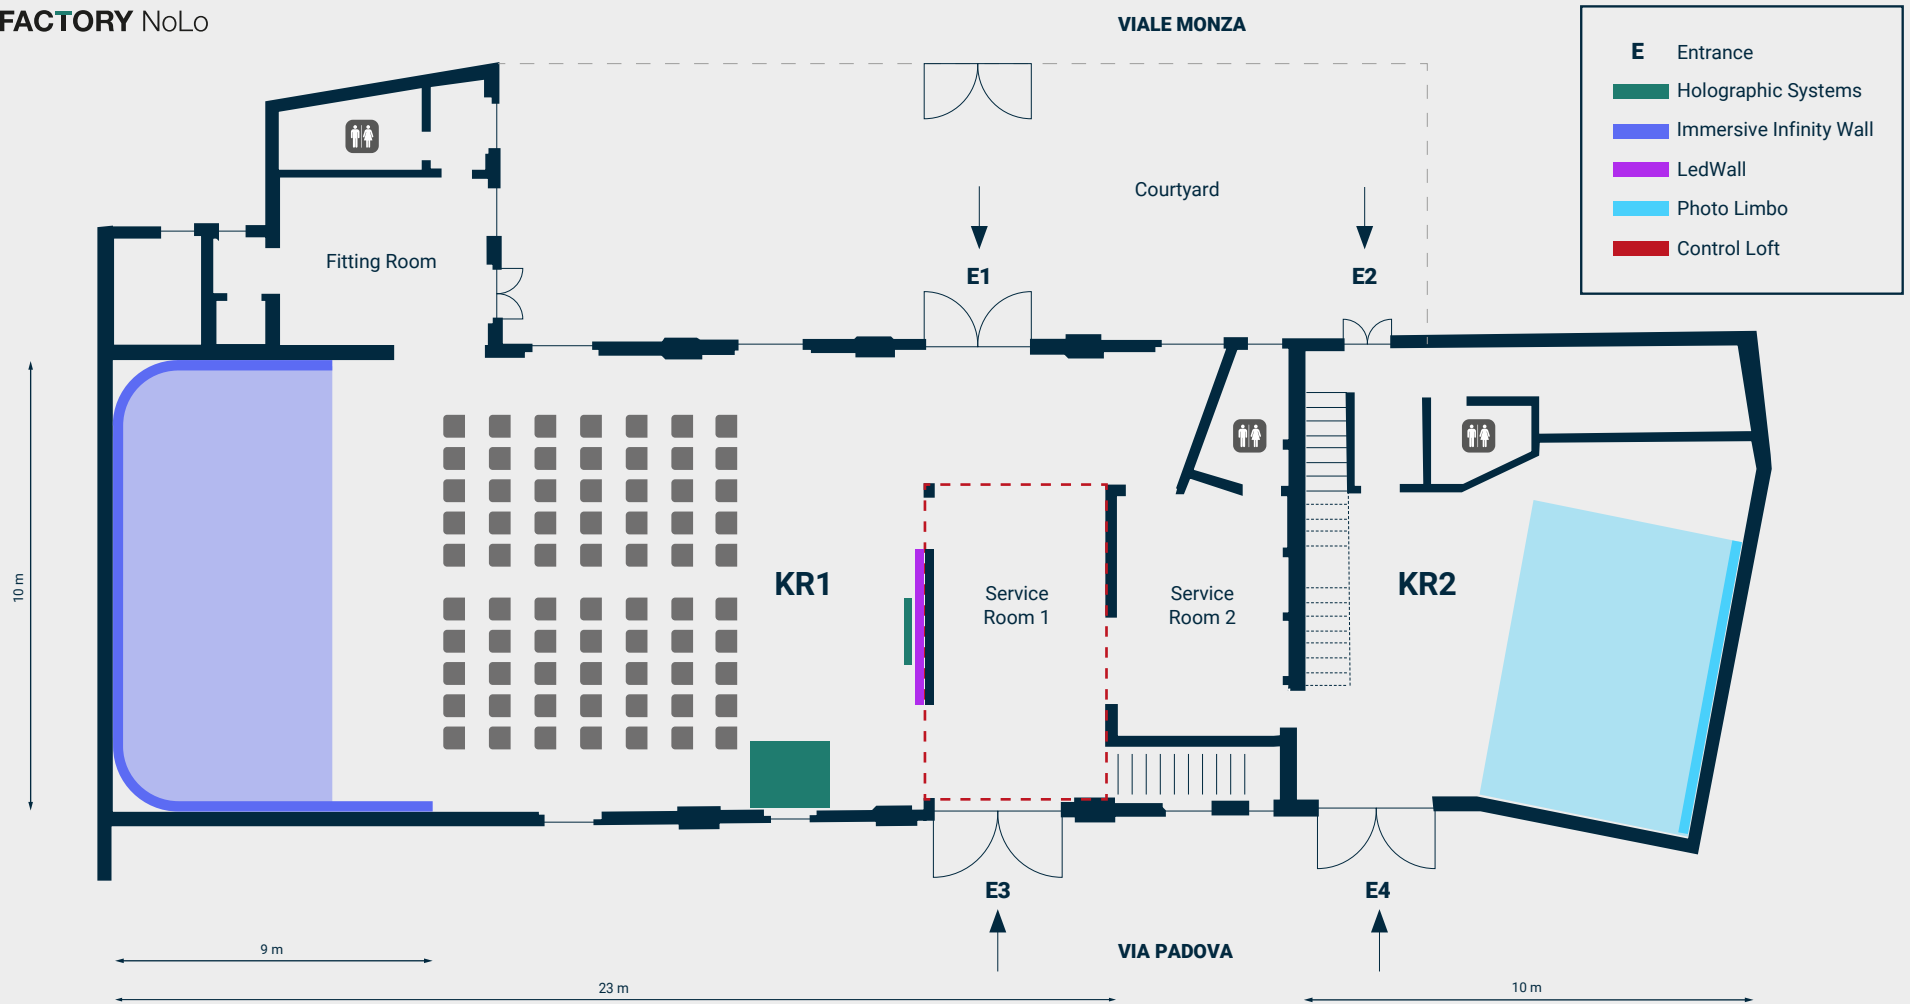 FACTORY NoLo
VIALE MONZA
E Entrance
Holographic Systems
Immersive Infinity Wall
LedWall
Photo Limbo
Control Loft
Courtyard
Fitting Room
E1
E2
10 m
KR1
Service
Room 1
Service
Room 2
KR2
E3
E4
VIA PADOVA
9 m
23 m
10 m